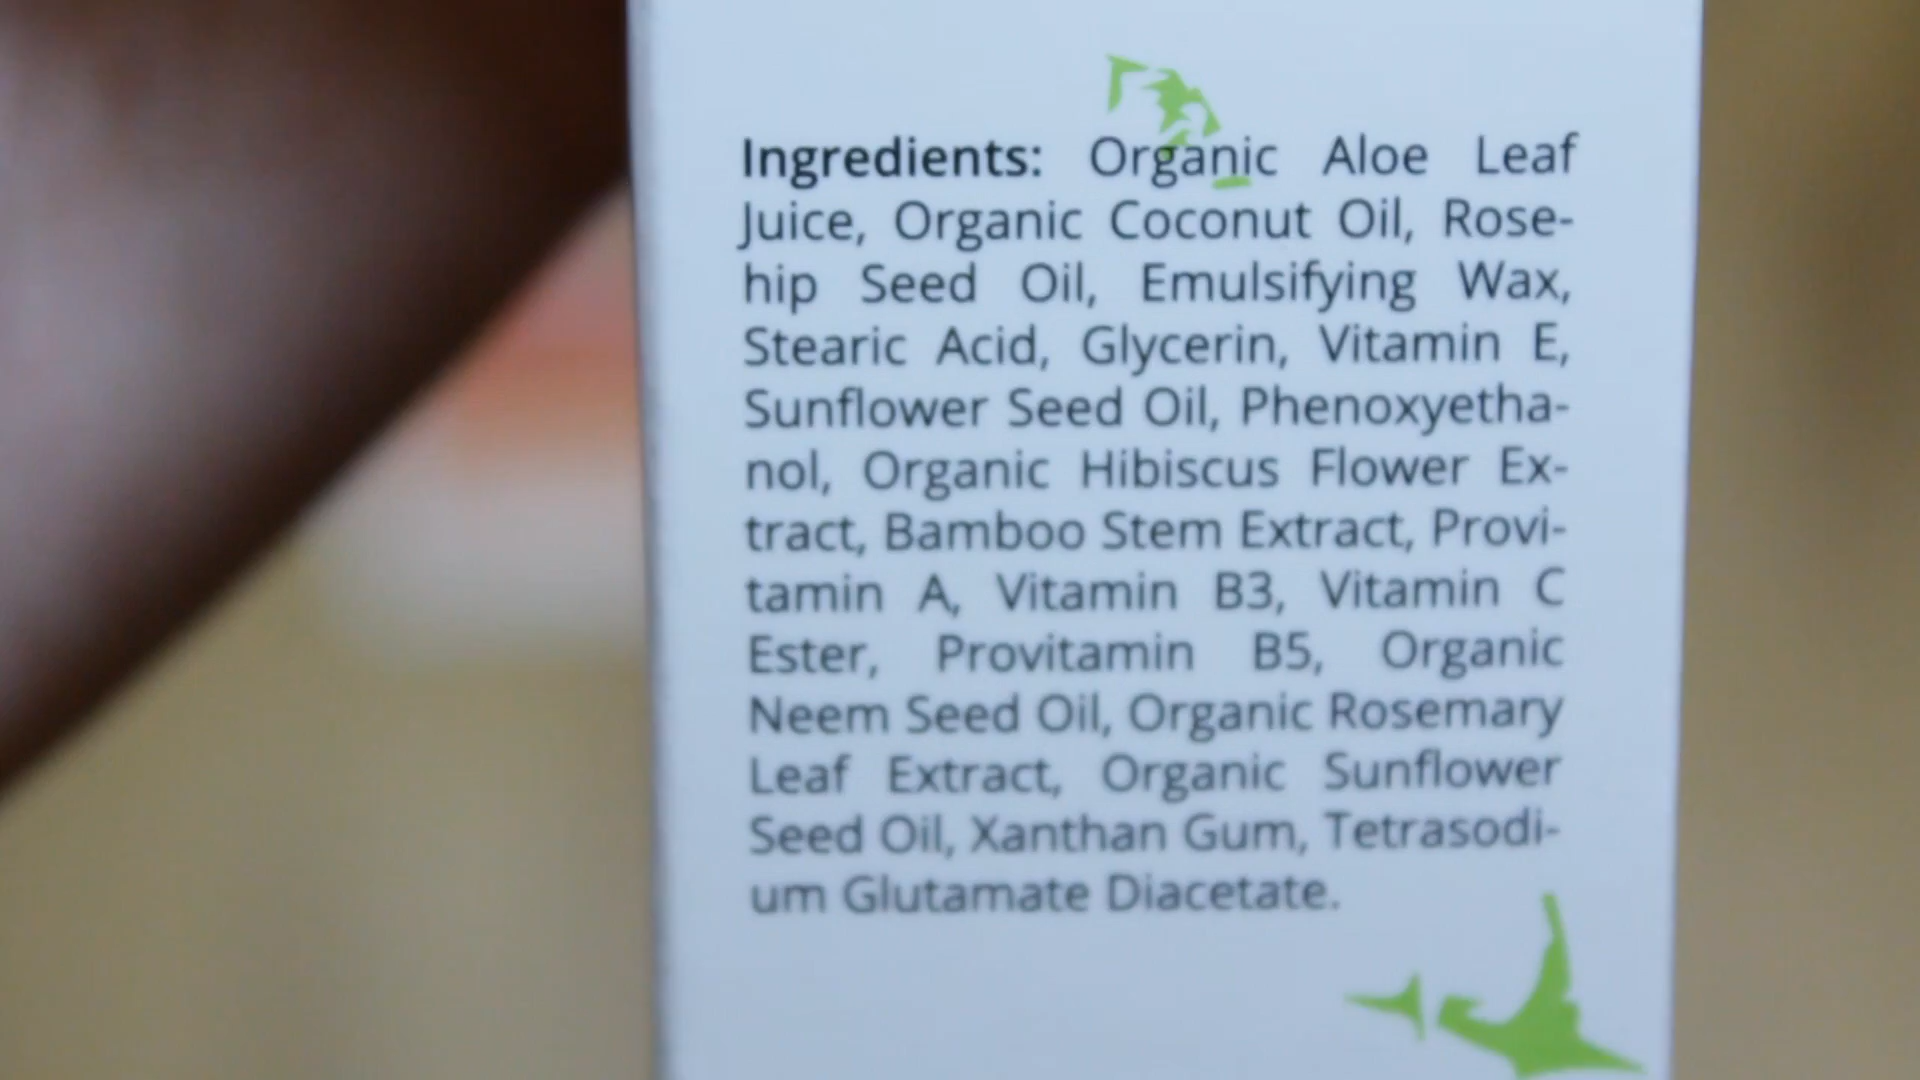 Ingredients: Organic Aloe Leaf
Juice, Organic Coconut Oil, Rose-
hip Seed Oil, Emulsifying Wax,
Stearic Acid, Glycerin, Vitamin E,
Sunflower Seed Oil, Phenoxyetha-
nol, Organic Hibiscus Flower Ex-
tract, Bamboo Stem Extract, Provi-
tamin A, Vitamin B3, Vitamin C
Ester, Provitamin B5, Organic
Neem Seed Oil, Organic Rosemary
Leaf Extract, Organic Sunflower
Seed Oil, Xanthan Gum, Tetrasodi-
um Glutamate Diacetate.